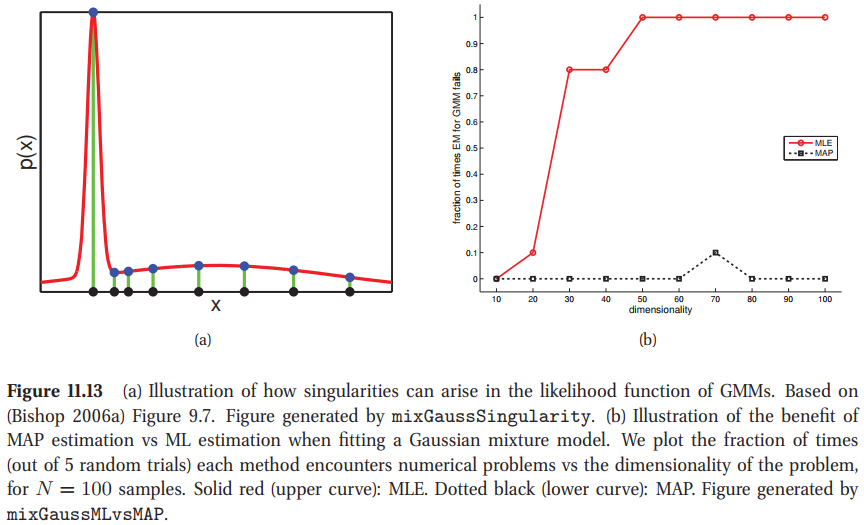 p(x)
x
(a)
fraction of times EM for GMM fails
1
0.9
0.8
0.7
0.6
0.5
0.4
0.3
0.2
0.1
0
10 20 30 40 50 60 70 80 90 100
dimensionality
MLE
MAP
(b)
Figure 11.13 (a) Illustration of how singularities can arise in the likelihood function of GMMs. Based on
(Bishop 2006a) Figure 9.7. Figure generated by mixGaussSingularity. (b) Illustration of the benefit of
MAP estimation vs ML estimation when fitting a Gaussian mixture model. We plot the fraction of times
(out of 5 random trials) each method encounters numerical problems vs the dimensionality of the problem,
for N = 100 samples. Solid red (upper curve): MLE. Dotted black (lower curve): MAP. Figure generated by
mixGaussMLvsMAP.